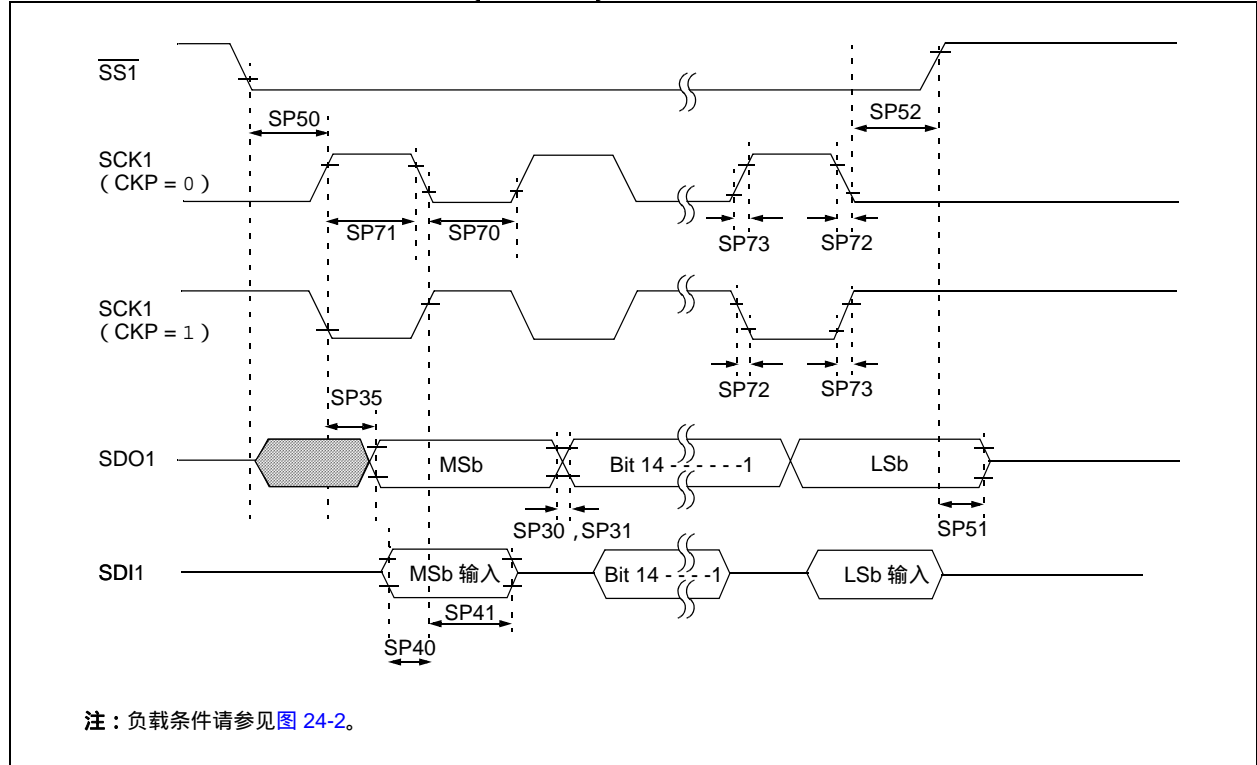 SS1
SP50
SP52
SCK1
( CKP = 0 )
SP71
SP70
SP73
SP72
SCK1
( CKP = 1 )
SP72
SP73
SP35
SDO1
MSb
Bit 14 - - - - - -1
LSb
SP30 , SP31
SP51
SDI1
MSb 输入
Bit 14 - - - -1
LSb 输入
SP41
SP40
注：负载条件请参见图 24-2。